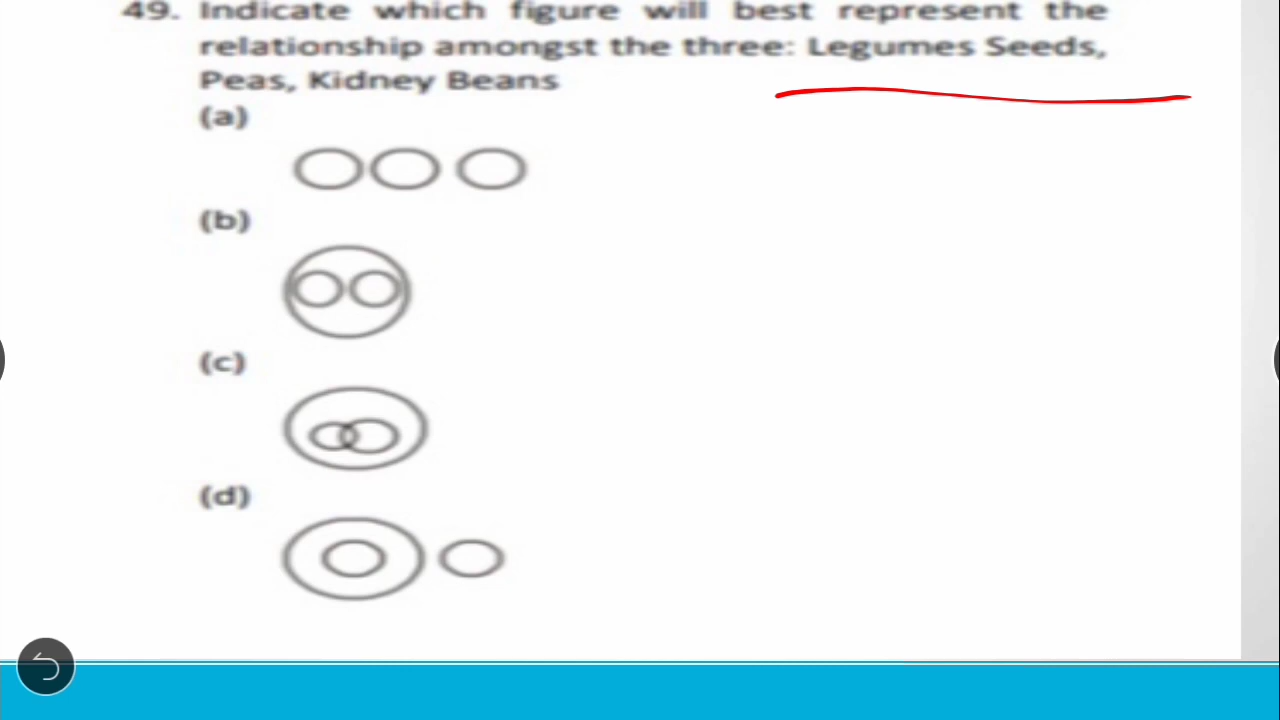 49. Indicate which figure will best represent the
relationship amongst the three: Legumes Seeds,
Peas, Kidney Beans
(a)
(b)
(c)
(d)